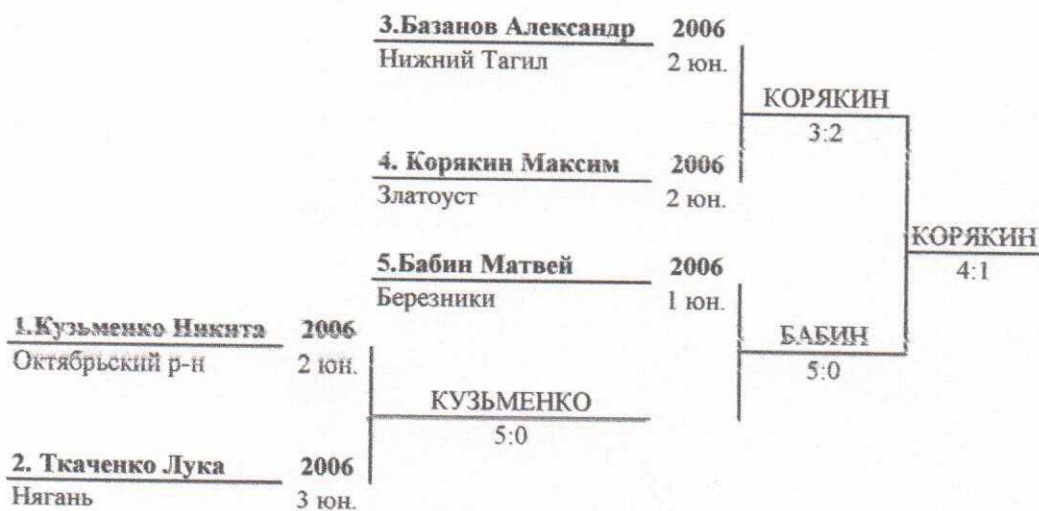 3.Базанов Александр 2006
Нижний Тагил 2 юн.
КОРЯКИН
3:2
4. Корякин Максим 2006
Златоуст 2 юн.
КОРЯКИН
4:1
5.Бабин Матвей 2006
Березники 1 юн.
1.Кузьменко Никита 2006
Октябрьский р-н 2 юн.
БАБИН
5:0
КУЗЬМЕНКО
5:0
2. Ткаченко Лука 2006
Нягань 3 юн.